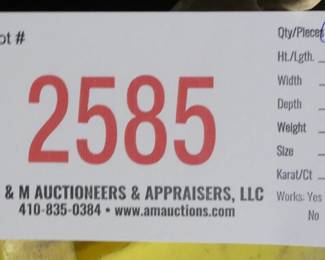 ot #
2585
& M AUCTIONEERS & APPRAISERS, LLC
410-835-0384 • www.amauctions.com
Qty/Pieces
Ht./Lgth.
Width
Depth
Weight
Size
Karat/Ct
Works: Yes
No